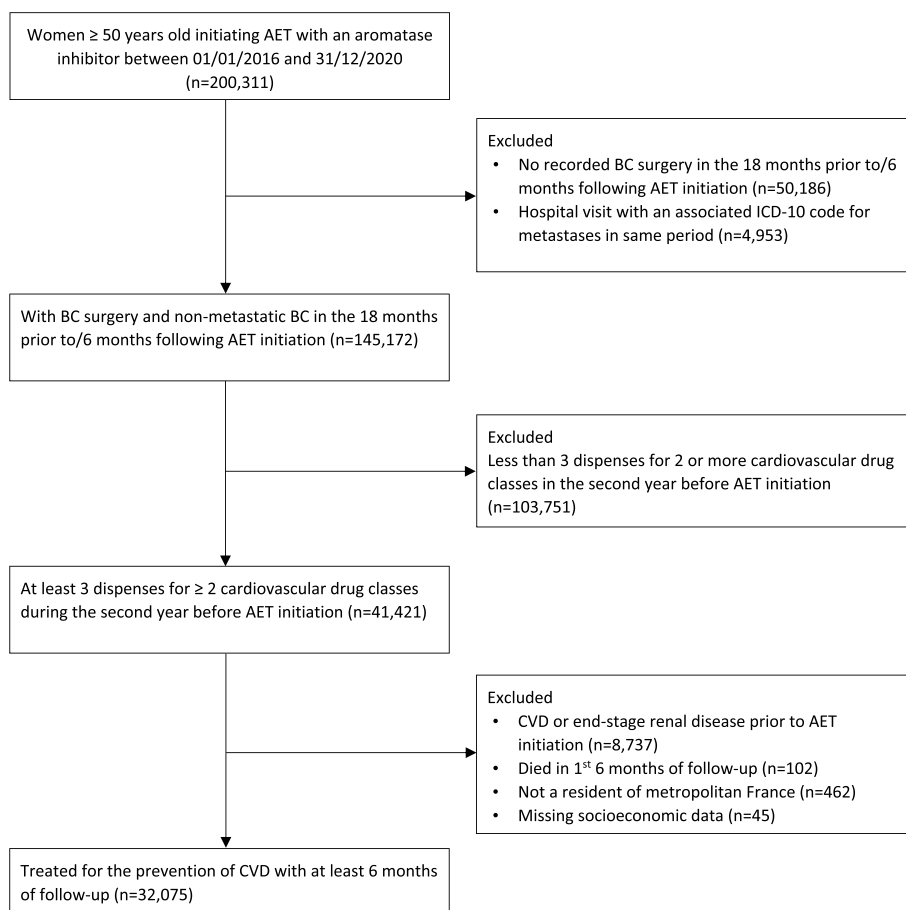 Women ≥ 50 years old initiating AET with an aromatase
inhibitor between 01/01/2016 and 31/12/2020
(n=200,311)
Excluded
• No recorded BC surgery in the 18 months prior to/6
months following AET initiation (n=50,186)
• Hospital visit with an associated ICD-10 code for
metastases in same period (n=4,953)
With BC surgery and non-metastatic BC in the 18 months
prior to/6 months following AET initiation (n=145,172)
Excluded
Less than 3 dispenses for 2 or more cardiovascular drug
classes in the second year before AET initiation
(n=103,751)
At least 3 dispenses for ≥ 2 cardiovascular drug classes
during the second year before AET initiation (n=41,421)
Excluded
• CVD or end-stage renal disease prior to AET
initiation (n=8,737)
• Died in 1st 6 months of follow-up (n=102)
• Not a resident of metropolitan France (n=462)
• Missing socioeconomic data (n=45)
Treated for the prevention of CVD with at least 6 months
of follow-up (n=32,075)